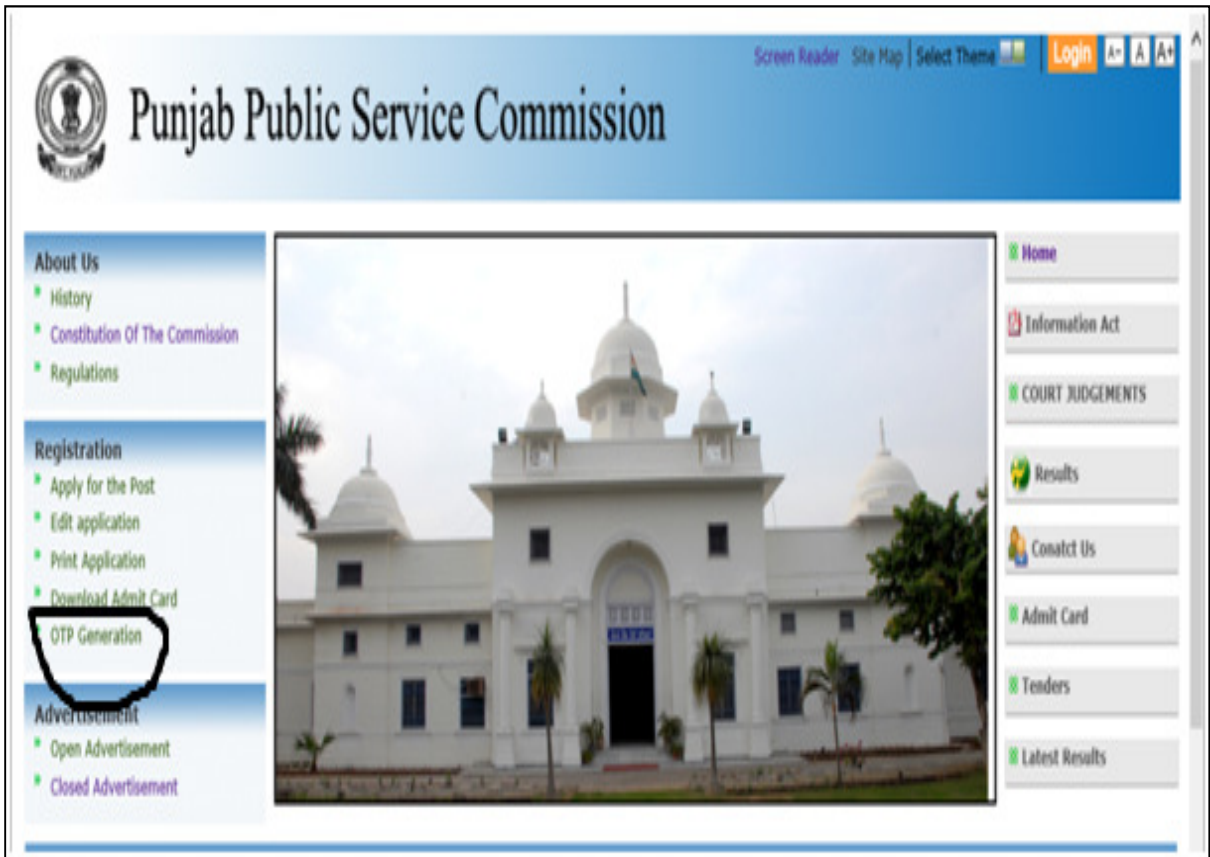 Screen Reader Site Map | Select Theme | Login A- A A+
Punjab Public Service Commission
About Us
History
Constitution Of The Commission
Regulations
Registration
Apply for the Post
Edit application
Print Application
Download Admit Card
OTP Generation
Advertisement
Open Advertisement
Closed Advertisement
Home
Information Act
COURT JUDGEMENTS
Results
Conatct Us
Admit Card
Tenders
Latest Results